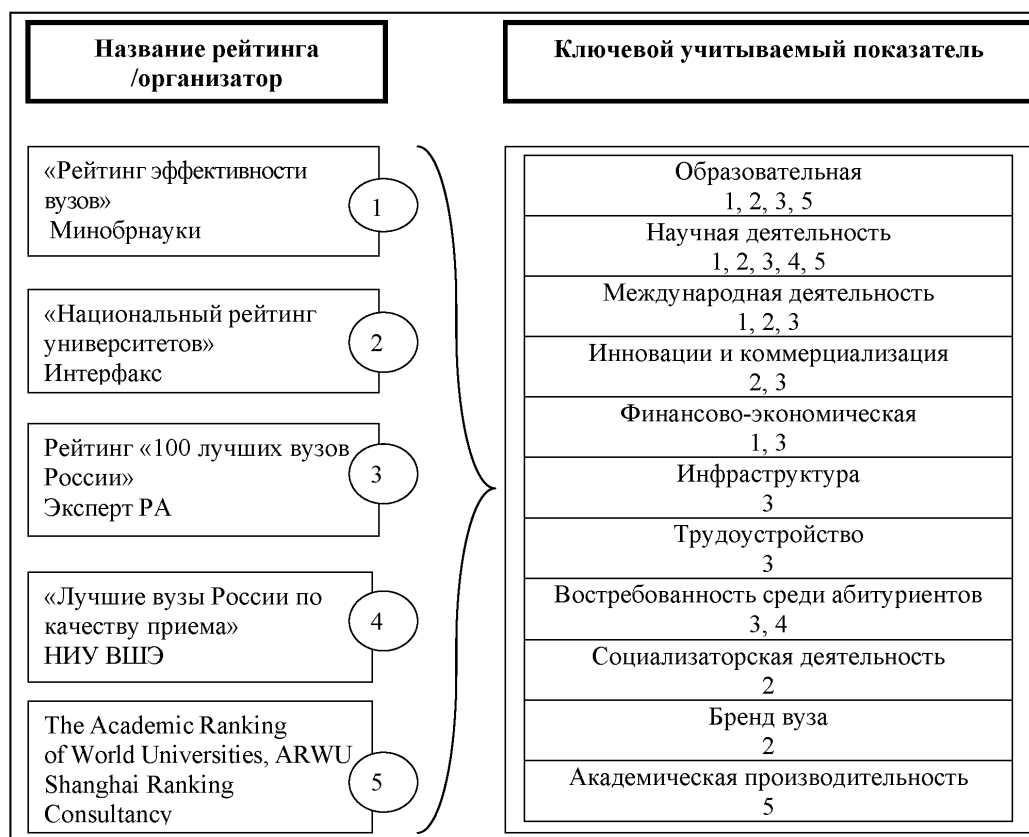 Название рейтинга
/организатор
Ключевой учитываемый показатель
«Рейтинг эффективности
вузов»
Минобрнауки
1
«Национальный рейтинг
университетов»
Интерфакс
2
Рейтинг «100 лучших вузов
России»
Эксперт РА
3
«Лучшие вузы России по
качеству приема»
НИУ ВШЭ
4
The Academic Ranking
of World Universities, ARWU
Shanghai Ranking
Consultancy
5
Образовательная
1, 2, 3, 5
Научная деятельность
1, 2, 3, 4, 5
Международная деятельность
1, 2, 3
Инновации и коммерциализация
2, 3
Финансово-экономическая
1, 3
Инфраструктура
3
Трудоустройство
3
Востребованность среди абитуриентов
3, 4
Социализаторская деятельность
2
Бренд вуза
2
Академическая производительность
5